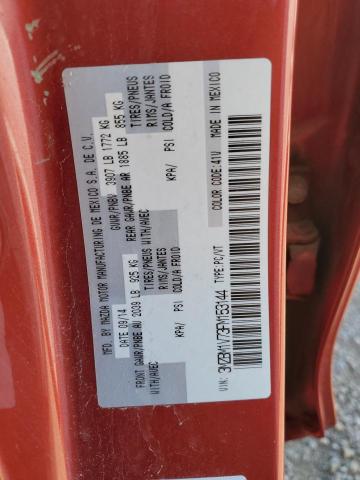 MFD. BY MAZDA MOTOR MANUFACTURING DE MEXICO S.A. DE C.V.
DATE 09/14 GVWR/PNBV 3907 LB 1772 KG
FRONT GAWR/PNBE AV 2039 LB 925 KG REAR GAWR/PNBE AR 1885 LB 855 KG
WITH/AVEC TIRES/PNEUS WITH/AVEC TIRES/PNEUS
RIMS/JANTES RIMS/JANTES
KPA/ PSI COLD/A FROID KPA/ PSI COLD/A FROID
VIN: 3MZBM1V73FM153144 TYPE:PC/VT
COLOR CODE:41V MADE IN MEXICO